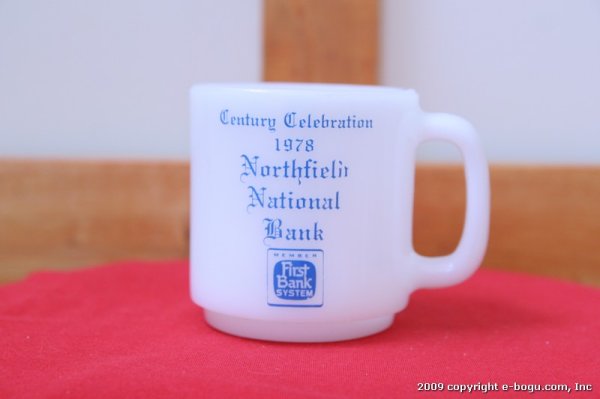 Century Celebration
1978
Northfield
National
Bank
MEMBER
First
Bank
SYSTEM
2009 copyright e-bogu.com, Inc